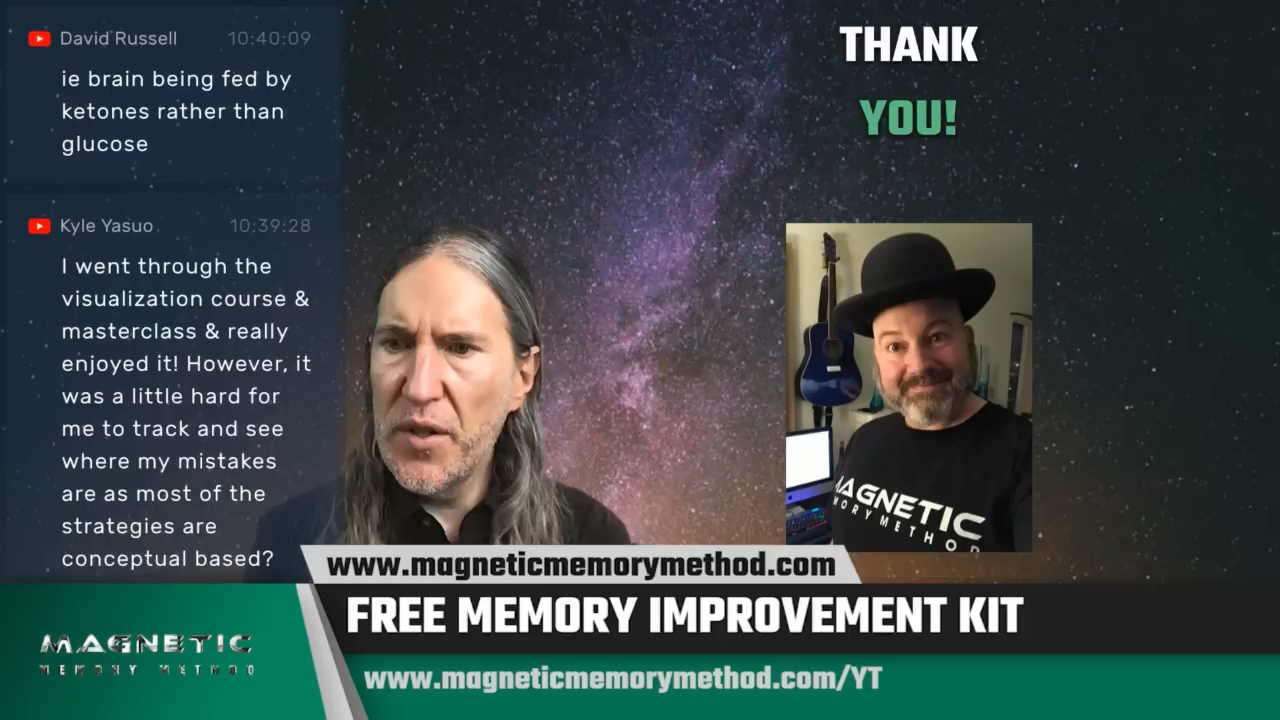 David Russell 10:40:09
ie brain being fed by
ketones rather than
glucose
Kyle Yasuo 10:39:28
I went through the
visualization course &
masterclass & really
enjoyed it! However, it
was a little hard for
me to track and see
where my mistakes
are as most of the
strategies are
conceptual based?
THANK
YOU!
MAGNETIC
MEMORY METHOD
www.magneticmemorymethod.com
FREE MEMORY IMPROVEMENT KIT
www.magneticmemorymethod.com/YT
MAGNETIC
MEMORY METHOD